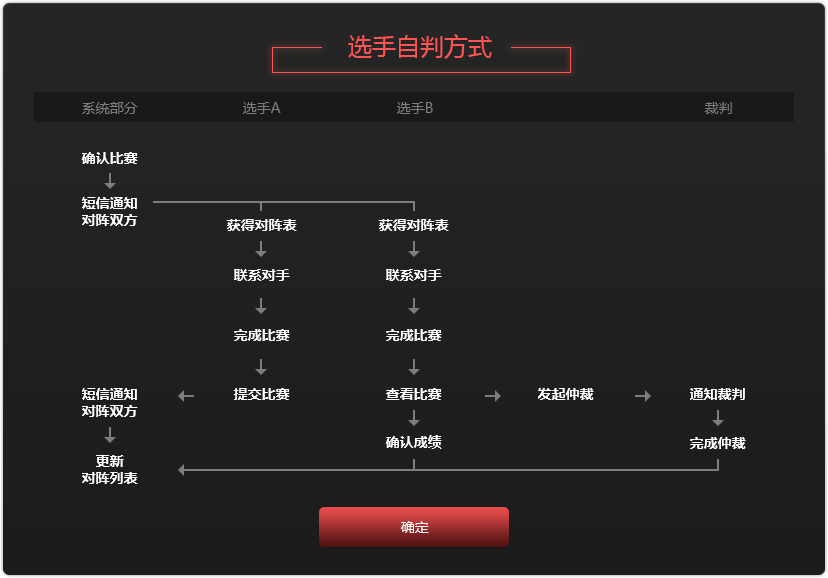 选手自判方式
系统部分 选手A 选手B 裁判
确认比赛
短信通知
对阵双方
获得对阵表 获得对阵表
联系对手 联系对手
完成比赛 完成比赛
短信通知
对阵双方
提交比赛 查看比赛 发起仲裁 通知裁判
确认成绩 完成仲裁
更新
对阵列表
确定